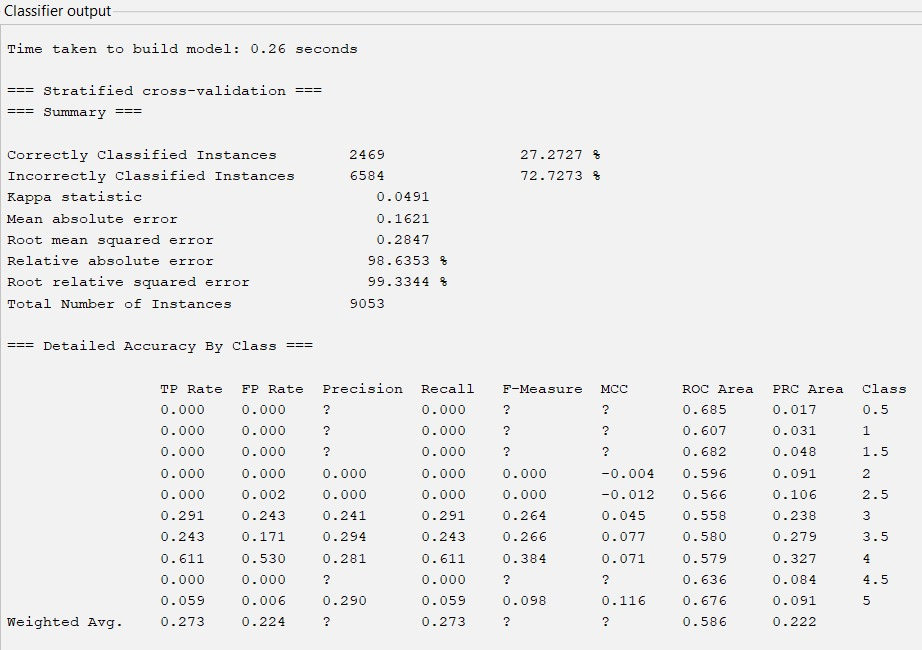 Classifier output
Time taken to build model: 0.26 seconds
=== Stratified cross-validation ===
=== Summary ===
Correctly Classified Instances 2469 27.2727 %
Incorrectly Classified Instances 6584 72.7273 %
Kappa statistic 0.0491
Mean absolute error 0.1621
Root mean squared error 0.2847
Relative absolute error 98.6353 %
Root relative squared error 99.3344 %
Total Number of Instances 9053
=== Detailed Accuracy By Class ===
TP Rate FP Rate Precision Recall F-Measure MCC ROC Area PRC Area Class
0.000 0.000 ? 0.000 ? ? 0.685 0.017 0.5
0.000 0.000 ? 0.000 ? ? 0.607 0.031 1
0.000 0.000 ? 0.000 ? ? 0.682 0.048 1.5
0.000 0.000 0.000 0.000 0.000 -0.004 0.596 0.091 2
0.000 0.002 0.000 0.000 0.000 -0.012 0.566 0.106 2.5
0.291 0.243 0.241 0.291 0.264 0.045 0.558 0.238 3
0.243 0.171 0.294 0.243 0.266 0.077 0.580 0.279 3.5
0.611 0.530 0.281 0.611 0.384 0.071 0.579 0.327 4
0.000 0.000 ? 0.000 ? ? 0.636 0.084 4.5
0.059 0.006 0.290 0.059 0.098 0.116 0.676 0.091 5
Weighted Avg. 0.273 0.224 ? 0.273 ? ? 0.586 0.222